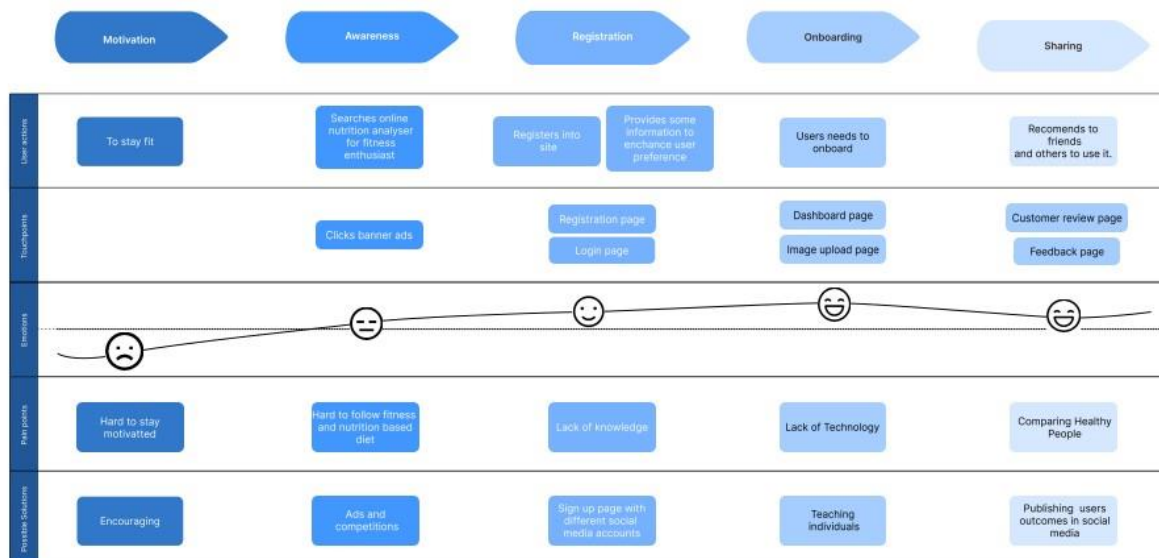 Motivation
Awareness
Registration
Onboarding
Sharing
User actions
To stay fit
Searches online
nutrition analyser
for fitness
enthusiast
Registers into
site
Provides some
information to
enchance user
preference
Users needs to
onboard
Recomends to
friends
and others to use it.
Touchpoints
Clicks banner ads
Registration page
Login page
Dashboard page
Image upload page
Customer review page
Feedback page
Emotions
Pain points
Hard to stay
motivatted
Hard to follow fitness
and nutrition based
diet
Lack of knowledge
Lack of Technology
Comparing Healthy
People
Possible Solutions
Encouraging
Ads and
competitions
Sign up page with
different social
media accounts
Teaching
individuals
Publishing users
outcomes in social
media